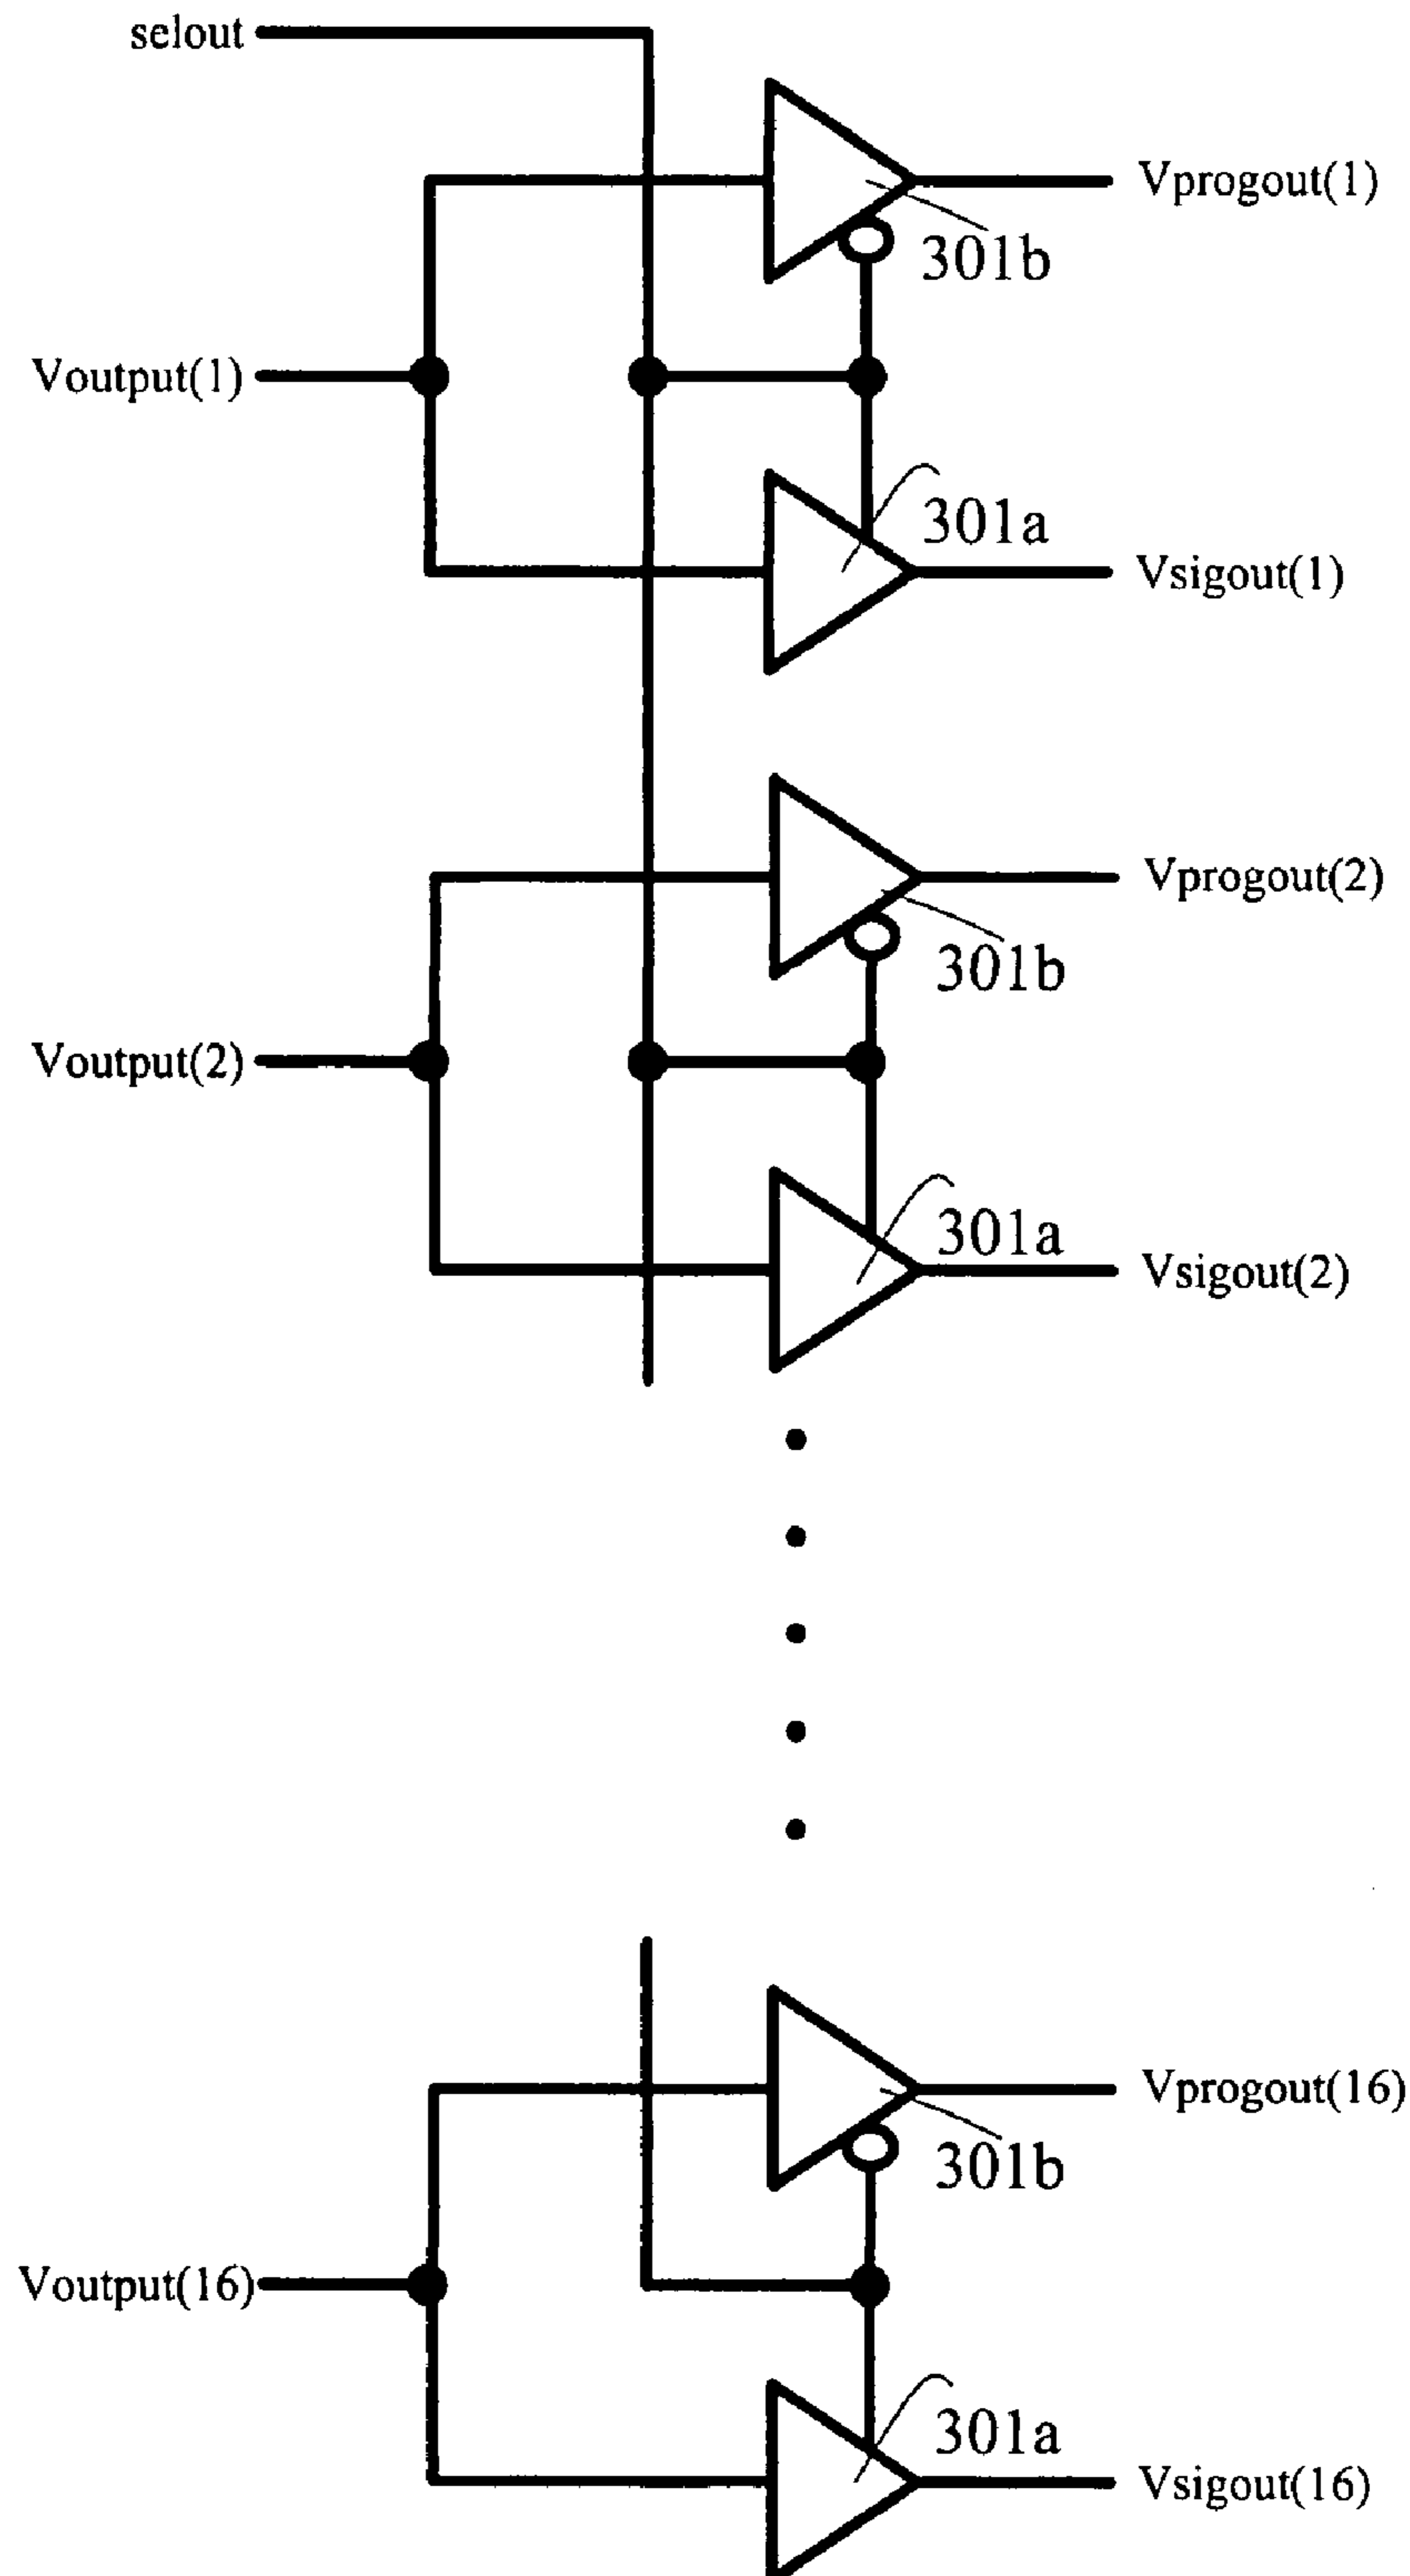 selout
Vprogout(1)
301b
Voutput(1)
301a
Vsigout(1)
Vprogout(2)
301b
Voutput(2)
301a
Vsigout(2)
Vprogout(16)
301b
Voutput(16)
301a
Vsigout(16)